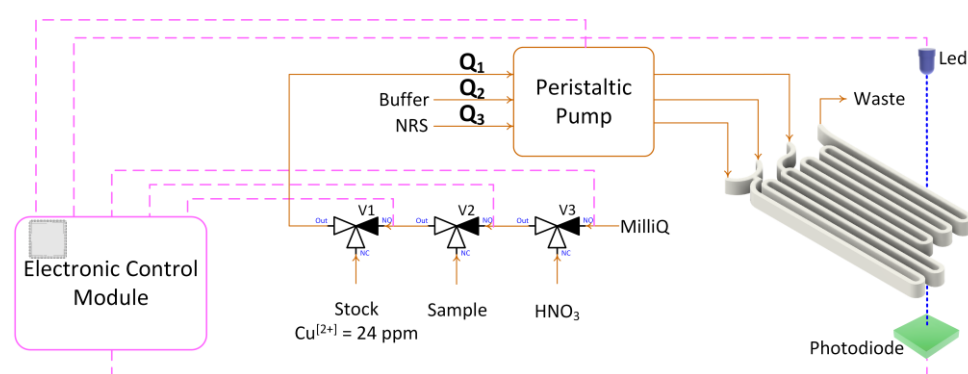 Q1
Buffer
Q2
NRS
Q3
Peristaltic
Pump
Led
Waste
V1
V2
V3
Out
NO
Out
NO
Out
NO
MilliQ
NC
NC
NC
Electronic Control
Module
Stock
Cu[2+] = 24 ppm
Sample
HNO3
Photodiode